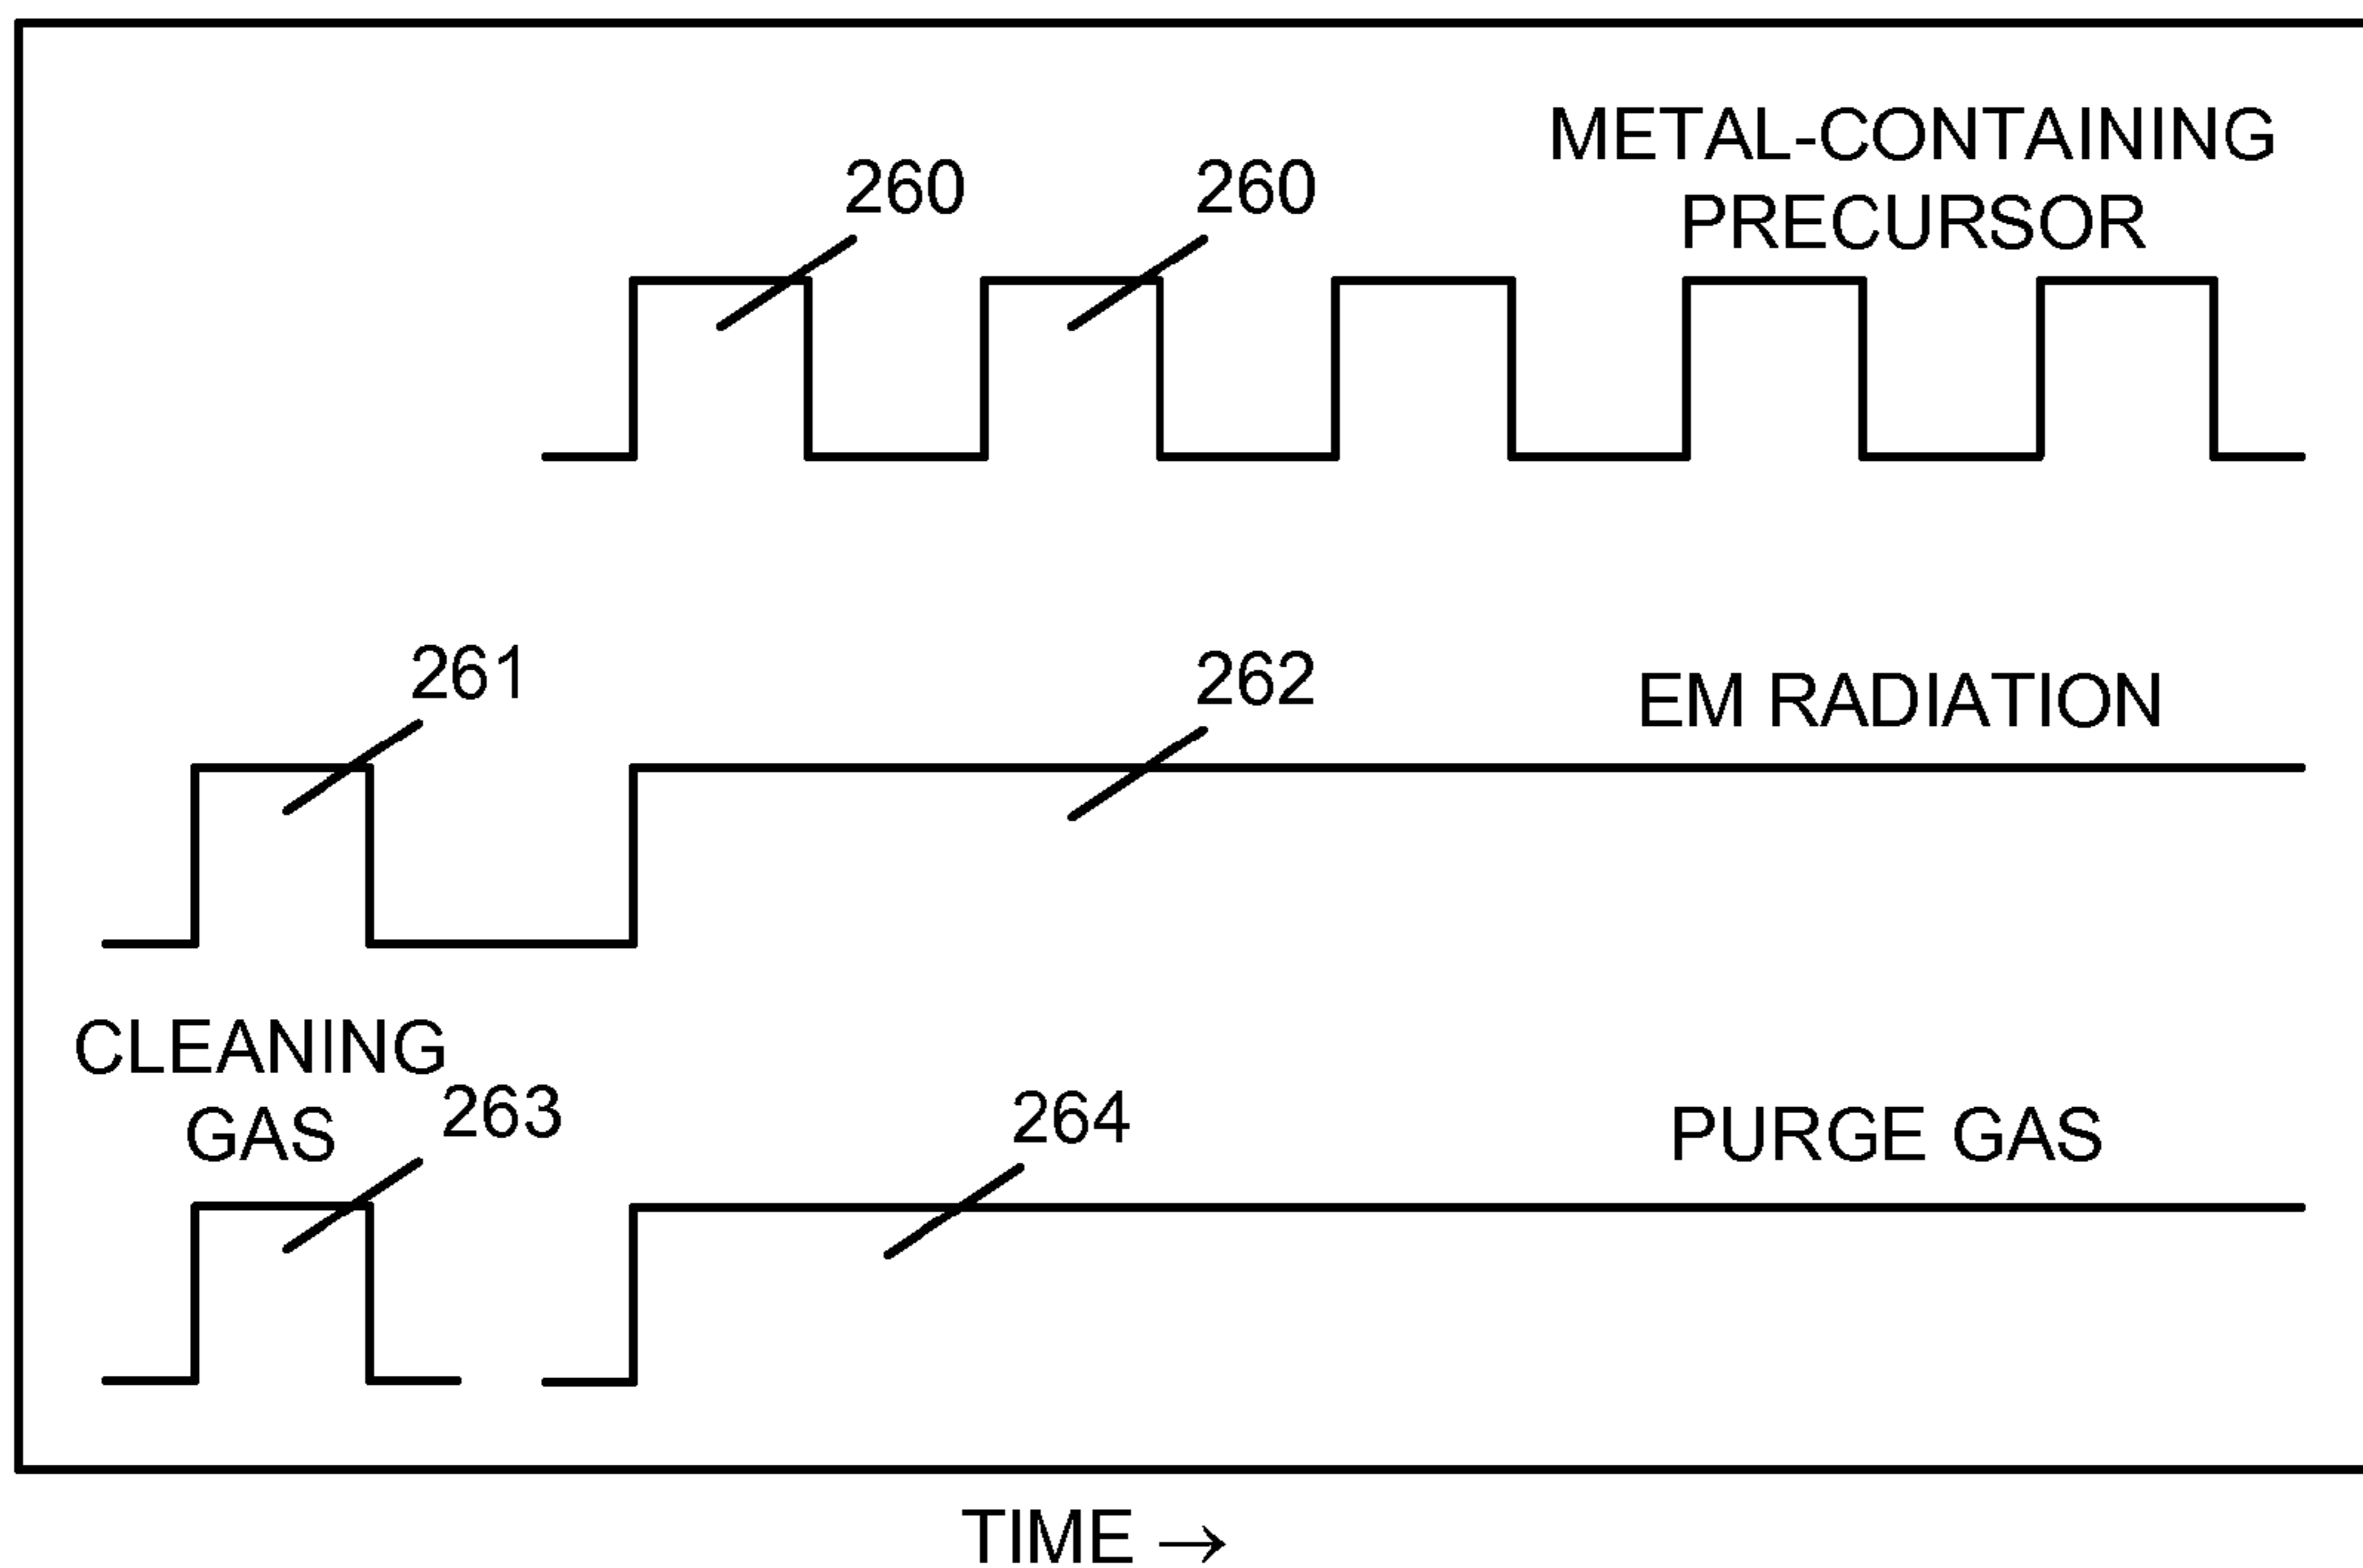 METAL-CONTAINING
PRECURSOR
260
260
261
262
EM RADIATION
CLEANING
GAS
263
264
PURGE GAS
TIME →